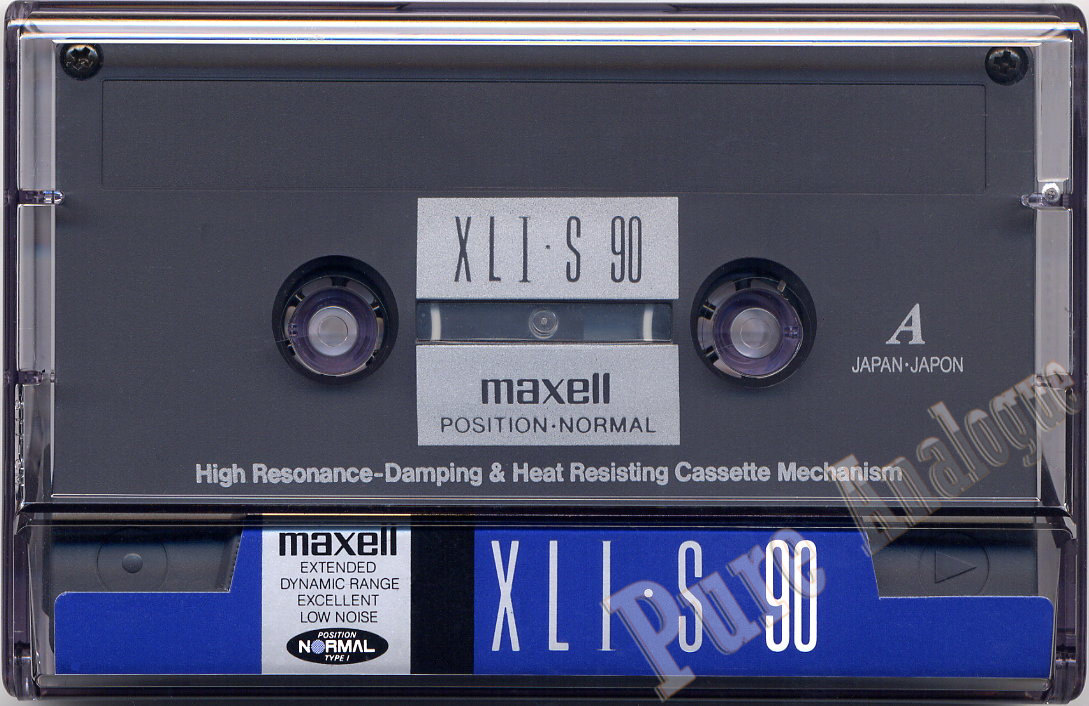 XLI·S 90
maxell
POSITION·NORMAL
A
JAPAN·JAPON
High Resonance-Damping & Heat Resisting Cassette Mechanism
maxell
EXTENDED
DYNAMIC RANGE
EXCELLENT
LOW NOISE
POSITION
NORMAL
TYPE I
XLI·S 90
Pure Analogue